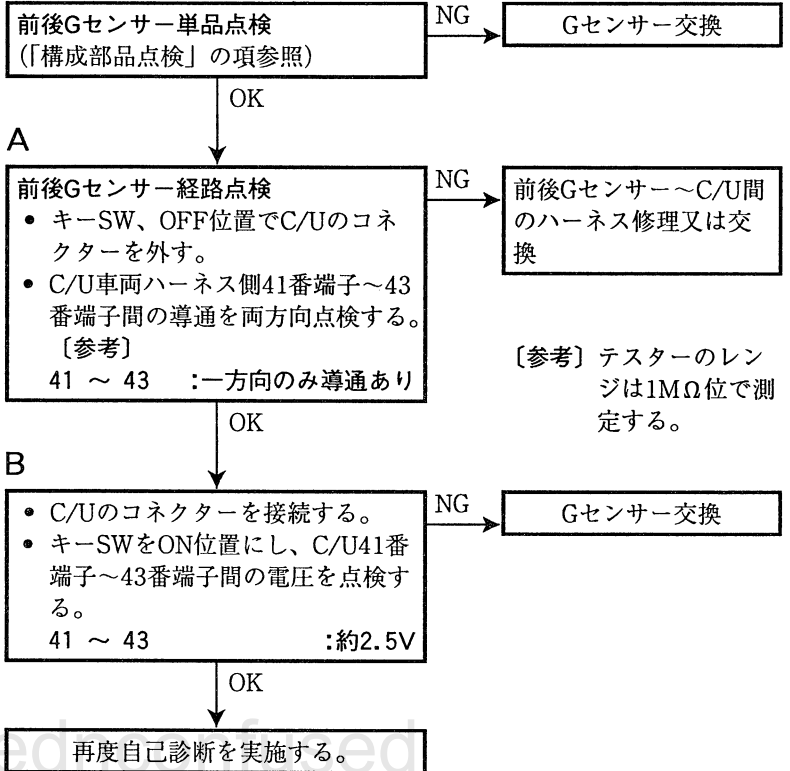 前後Gセンサー単品点検
(「構成部品点検」の項参照)
NG
Gセンサー交換
OK
A
前後Gセンサー経路点検
• キーSW、OFF位置でC/Uのコネ
クターを外す。
• C/U車両ハーネス側41番端子～43
番端子間の導通を両方向点検する。
〔参考〕
41 ～ 43 :一方向のみ導通あり
NG
前後Gセンサー～C/U間
のハーネス修理又は交
換
〔参考〕テスターのレン
ジは1MΩ位で測
定する。
OK
B
• C/Uのコネクターを接続する。
• キーSWをON位置にし、C/U41番
端子～43番端子間の電圧を点検す
る。
41 ～ 43 :約2.5V
NG
Gセンサー交換
OK
再度自己診断を実施する。
ednconfused